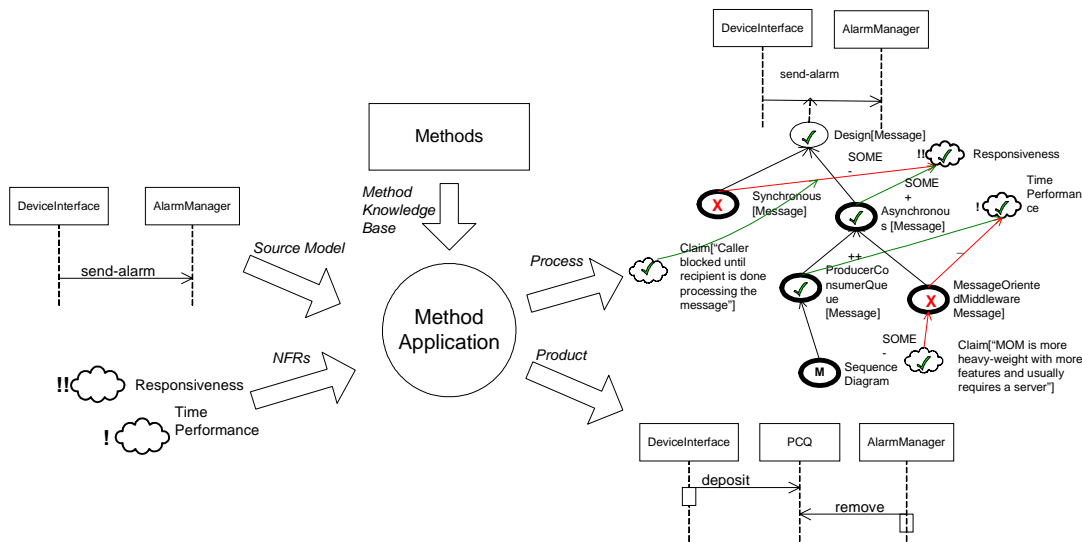 DeviceInterface
AlarmManager
send-alarm
Design[Message]
SOME
-
!!
Responsiveness
X
Synchronous
[Message]
SOME
+
Asynchronou
s [Message]
!
Time
Performa
nce
Claim["Caller
blocked until
recipient is done
processing the
message"]
++
ProducerCo
nsumerQue
ue
[Message]
_
X
MessageOriente
dMiddleware
Message]
SOME
-
Claim["MOM is more
heavy-weight with more
features and usually
requires a server"]
M
Sequence
Diagram
Methods
Method
Knowledge
Base
DeviceInterface
AlarmManager
send-alarm
Source Model
Process
Method
Application
NFRs
Product
!!
Responsiveness
!
Time
Performance
DeviceInterface
PCQ
AlarmManager
deposit
remove